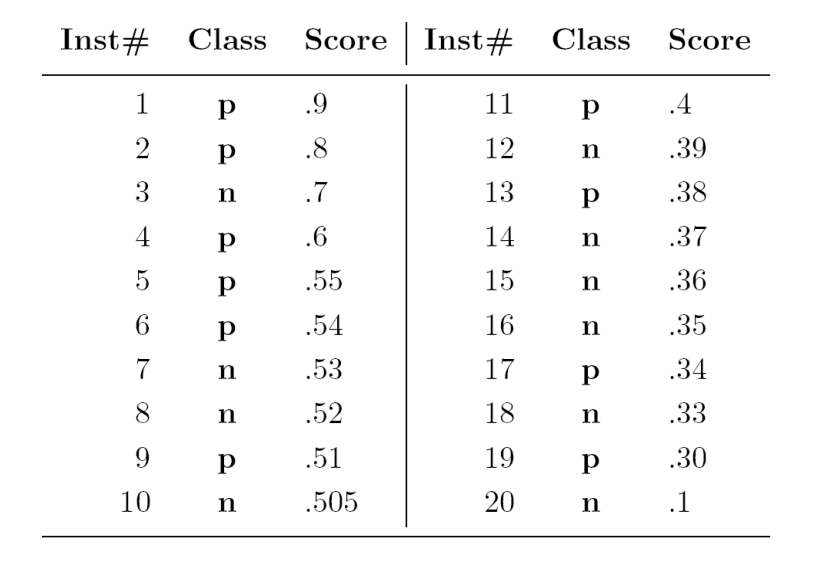 Inst# Class Score Inst# Class Score
1 p .9 11 p .4
2 p .8 12 n .39
3 n .7 13 p .38
4 p .6 14 n .37
5 p .55 15 n .36
6 p .54 16 n .35
7 n .53 17 p .34
8 n .52 18 n .33
9 p .51 19 p .30
10 n .505 20 n .1